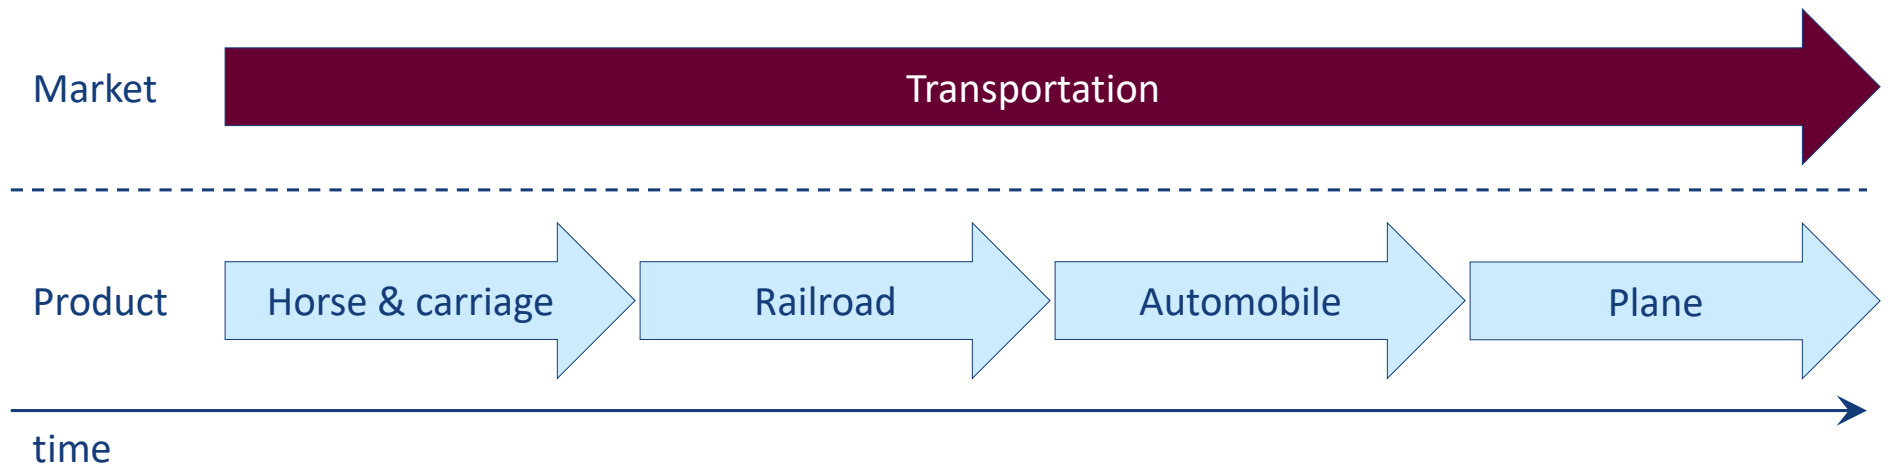 Market
Transportation
Product
Horse & carriage
Railroad
Automobile
Plane
time